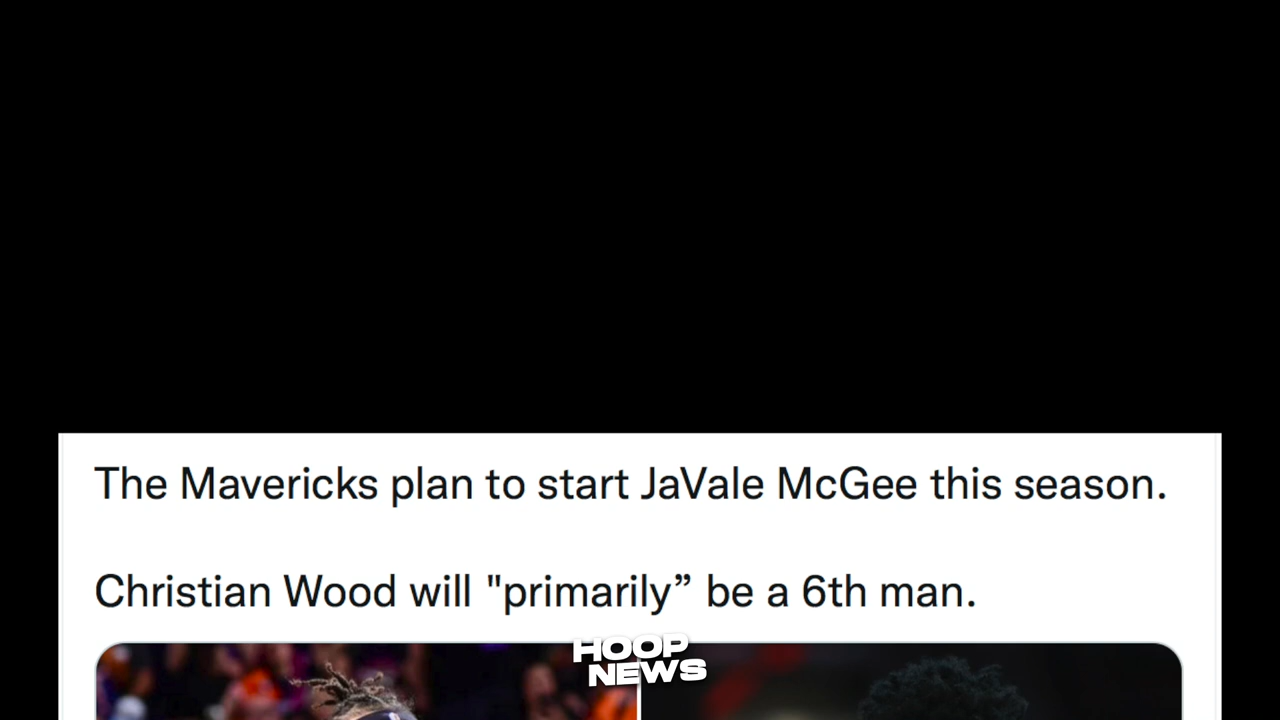 The Mavericks plan to start JaVale McGee this season.
Christian Wood will "primarily” be a 6th man.
HOOP
NEWS